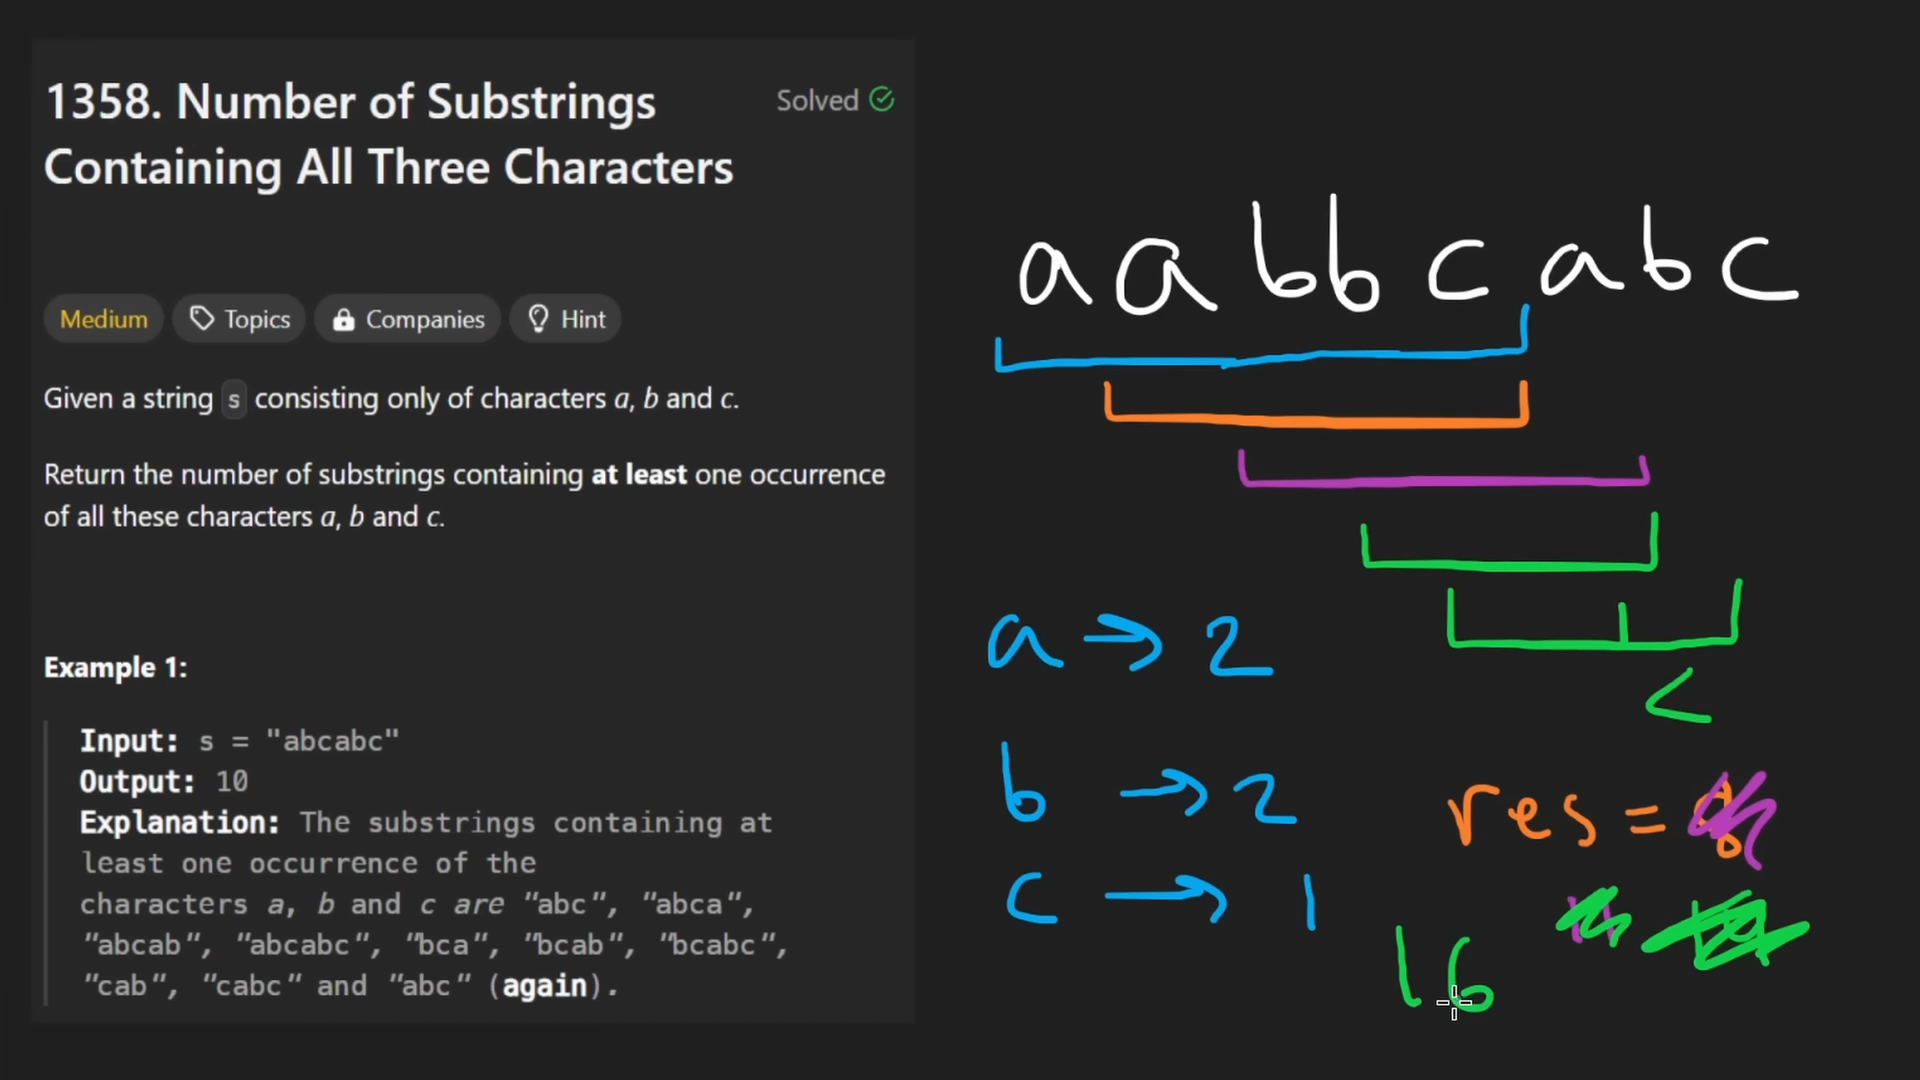 1358. Number of Substrings
Containing All Three Characters
Solved
Medium
Topics
Companies
Hint
Given a string s consisting only of characters a, b and c.
Return the number of substrings containing at least one occurrence
of all these characters a, b and c.
Example 1:
Input: s = "abcabc"
Output: 10
Explanation: The substrings containing at
least one occurrence of the
characters a, b and c are "abc", "abca",
"abcab", "abcabc", "bca", "bcab", "bcabc",
"cab", "cabc" and "abc" (again).
a a b b c a b c
a → 2
b → 2
c → 1
c
res =
16